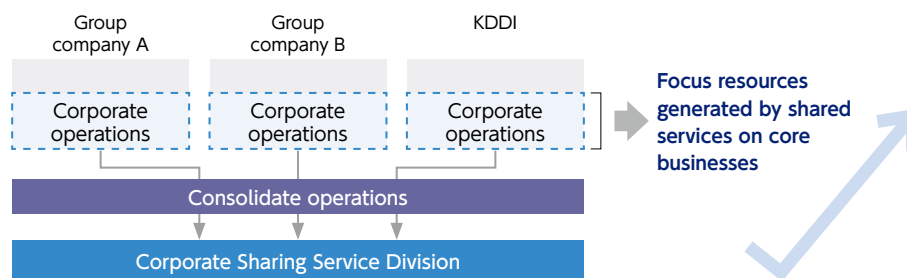 Group
company A
Group
company B
KDDI
Corporate
operations
Corporate
operations
Corporate
operations
Focus resources
generated by shared
services on core
businesses
Consolidate operations
Corporate Sharing Service Division